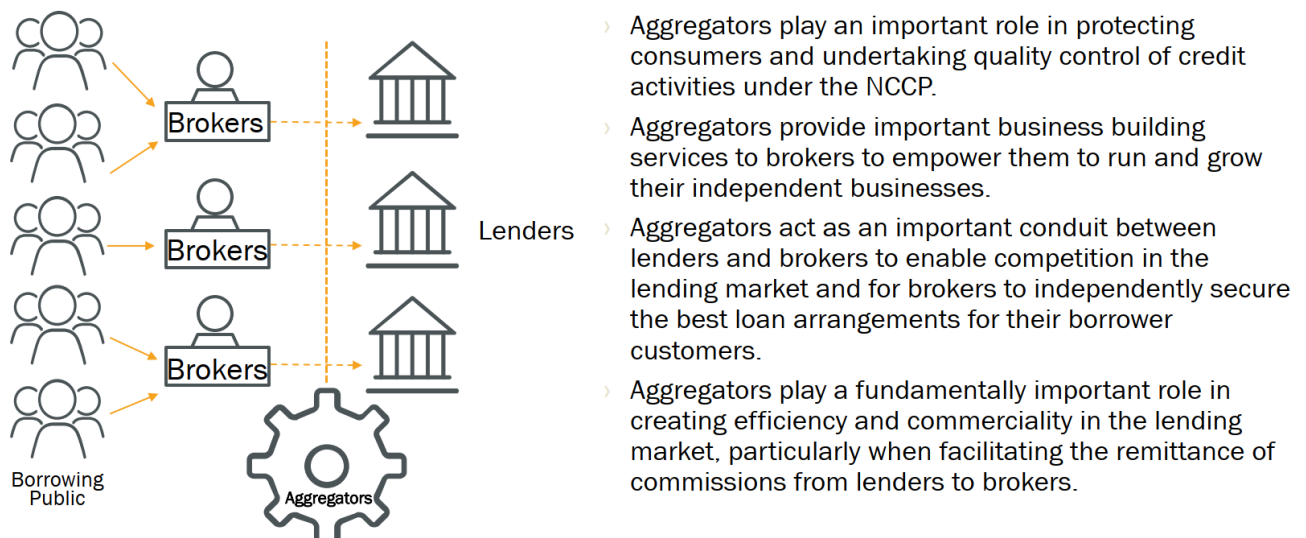 Brokers
Brokers
Brokers
Lenders
Borrowing
Public
Aggregators
› Aggregators play an important role in protecting
consumers and undertaking quality control of credit
activities under the NCCP.
› Aggregators provide important business building
services to brokers to empower them to run and grow
their independent businesses.
› Aggregators act as an important conduit between
lenders and brokers to enable competition in the
lending market and for brokers to independently secure
the best loan arrangements for their borrower
customers.
› Aggregators play a fundamentally important role in
creating efficiency and commerciality in the lending
market, particularly when facilitating the remittance of
commissions from lenders to brokers.